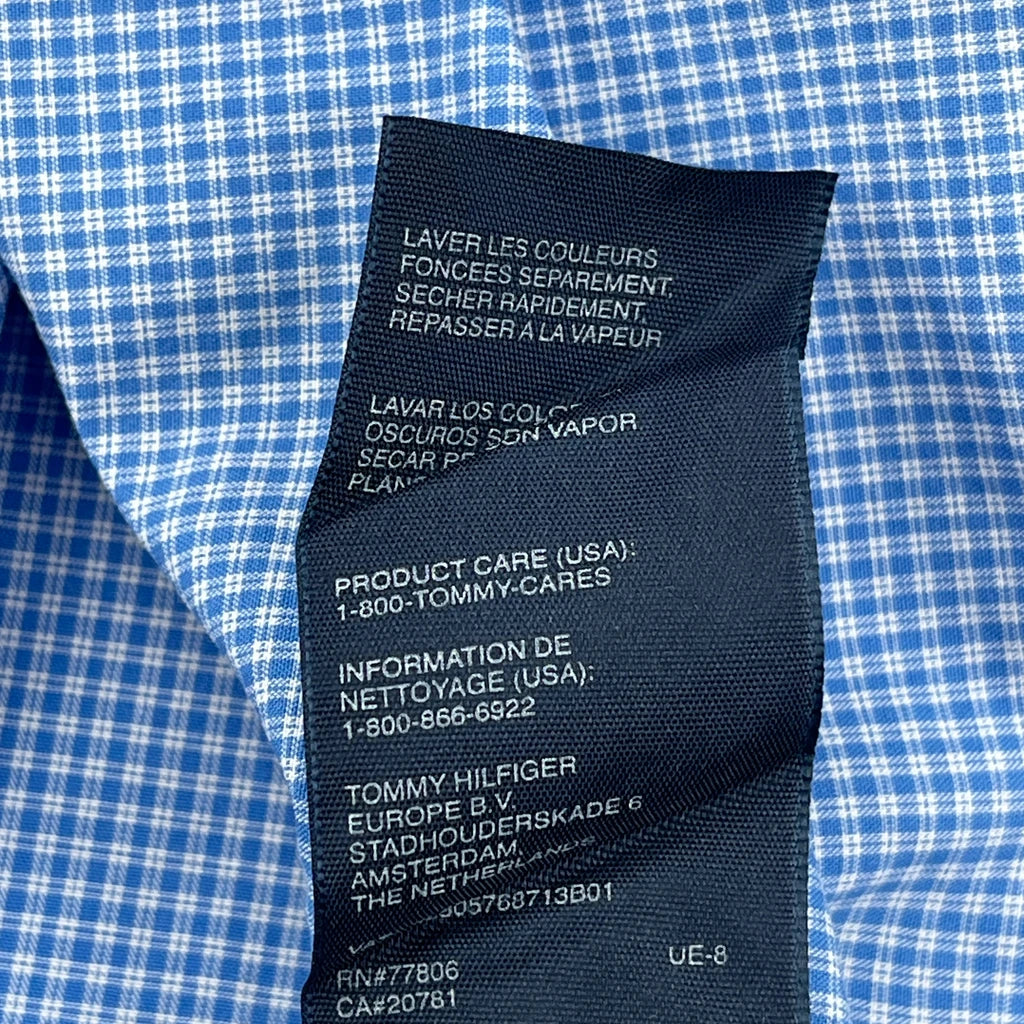 LAVER LES COULEURS
FONCEES SEPAREMENT,
SECHER RAPIDEMENT,
REPASSER A LA VAPEUR
LAVAR LOS
OSCUROS VAPOR
SECAR
PRODUCT CARE (USA):
1-800-TOMMY-CARES
INFORMATION DE
NETTOYAGE (USA):
1-800-866-6922
TOMMY HILFIGER
EUROPE B.V.
STADHOUDERSKADE 6
AMSTERDAM,
THE NETHERLANDS
RN#77806
CA#20781
UE-8